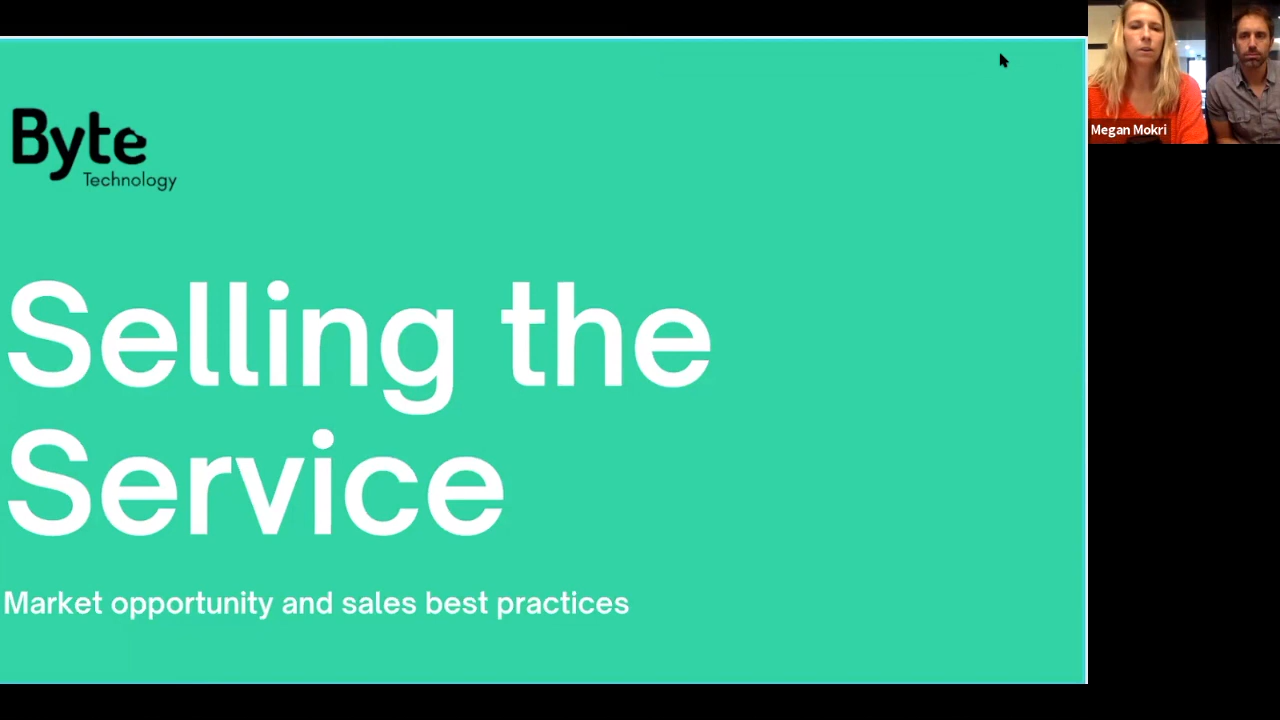 Byte
Technology
Selling the
Service
Market opportunity and sales best practices
Megan Mokri